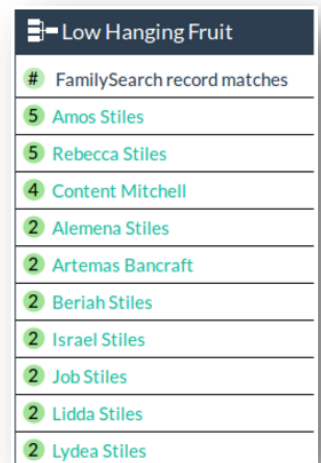 Low Hanging Fruit
# FamilySearch record matches
5 Amos Stiles
5 Rebecca Stiles
4 Content Mitchell
2 Alemena Stiles
2 Artemas Bancraft
2 Beriah Stiles
2 Israel Stiles
2 Job Stiles
2 Lidda Stiles
2 Lydea Stiles